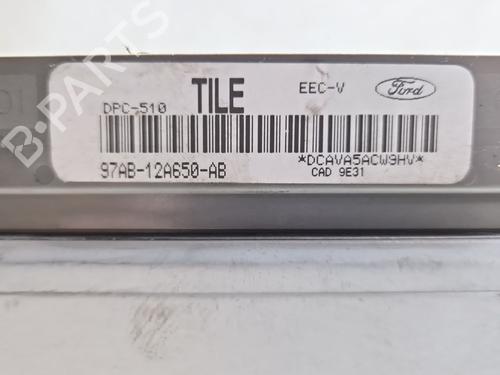 DPC-510 TILE EEC-V Ford
97AB-12A650-AB *DCAVA5ACW9HV*
CAD 9E31
B-PARTS